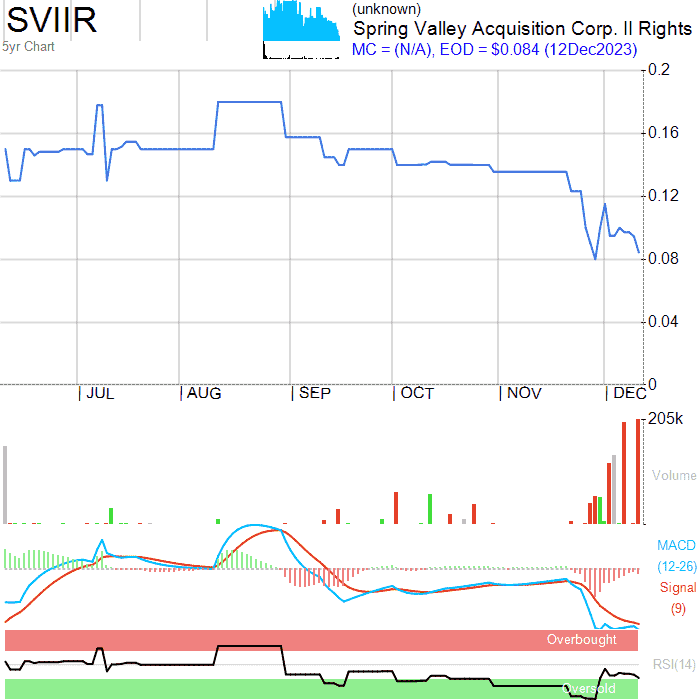 SVIIR
5yr Chart
(unknown)
Spring Valley Acquisition Corp. II Rights
MC = (N/A), EOD = $0.084 (12Dec2023)
0.2
0.16
0.12
0.08
0.04
0
JUL AUG SEP OCT NOV DEC
205k
Volume
MACD
(12-26)
Signal
(9)
Overbought
RSI(14)
Oversold